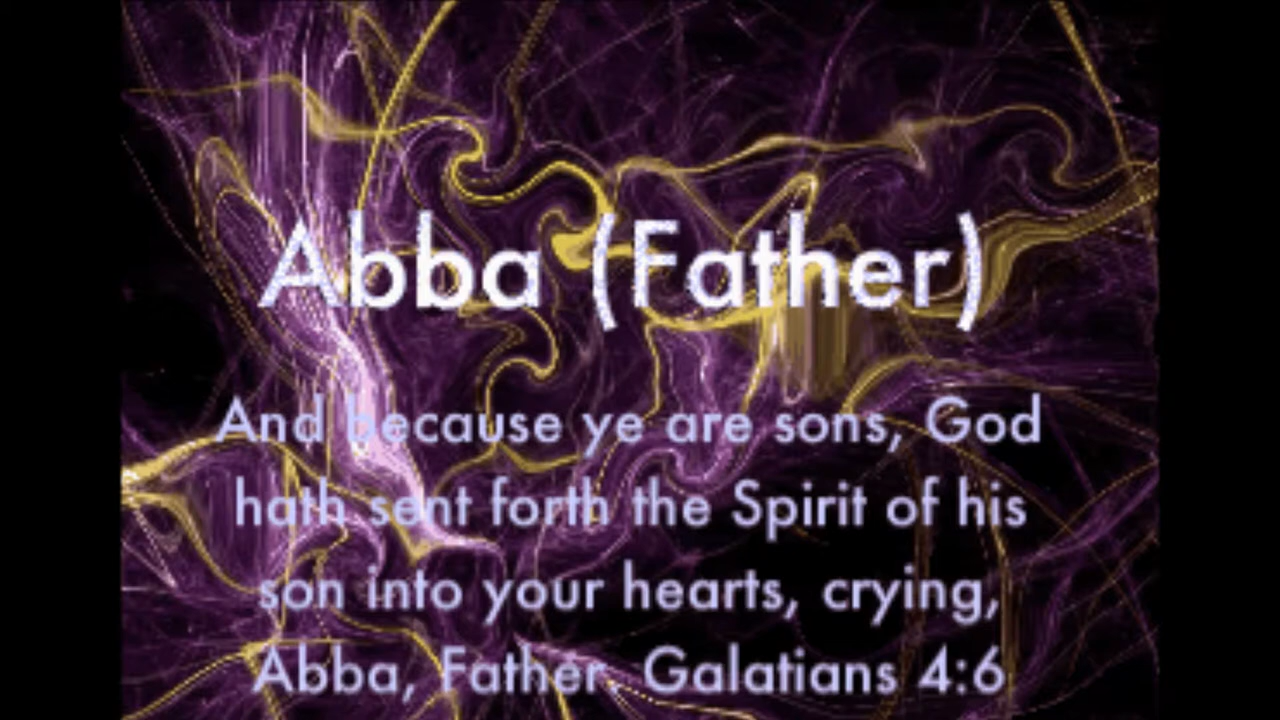 Abba (Father)
And because ye are sons, God
hath sent forth the Spirit of his
son into your hearts, crying,
Abba, Father. Galatians 4:6